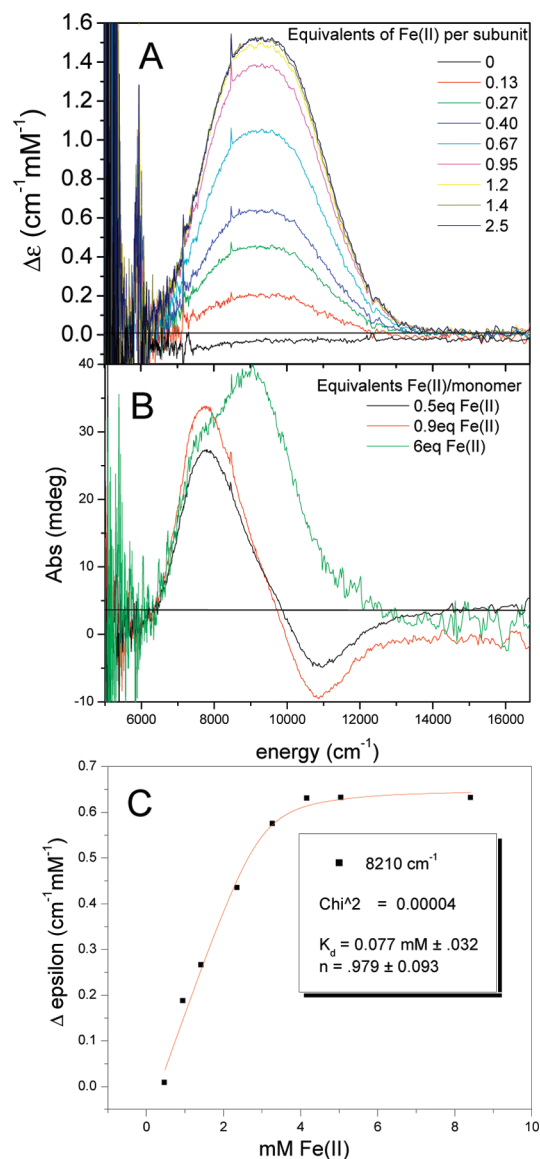 A
Equivalents of Fe(II) per subunit
0
0.13
0.27
0.40
0.67
0.95
1.2
1.4
2.5
Δε (cm⁻¹mM⁻¹)
1.6
1.4
1.2
1.0
0.8
0.6
0.4
0.2
0.0
B
Equivalents Fe(II)/monomer
0.5eq Fe(II)
0.9eq Fe(II)
6eq Fe(II)
Abs (mdeg)
40
30
20
10
0
-10
6000 8000 10000 12000 14000 16000
energy (cm⁻¹)
C
8210 cm⁻¹
Chi^2 = 0.00004
K_d = 0.077 mM ± .032
n = .979 ± 0.093
Δ epsilon (cm⁻¹mM⁻¹)
0.7
0.6
0.5
0.4
0.3
0.2
0.1
0.0
0 2 4 6 8 10
mM Fe(II)